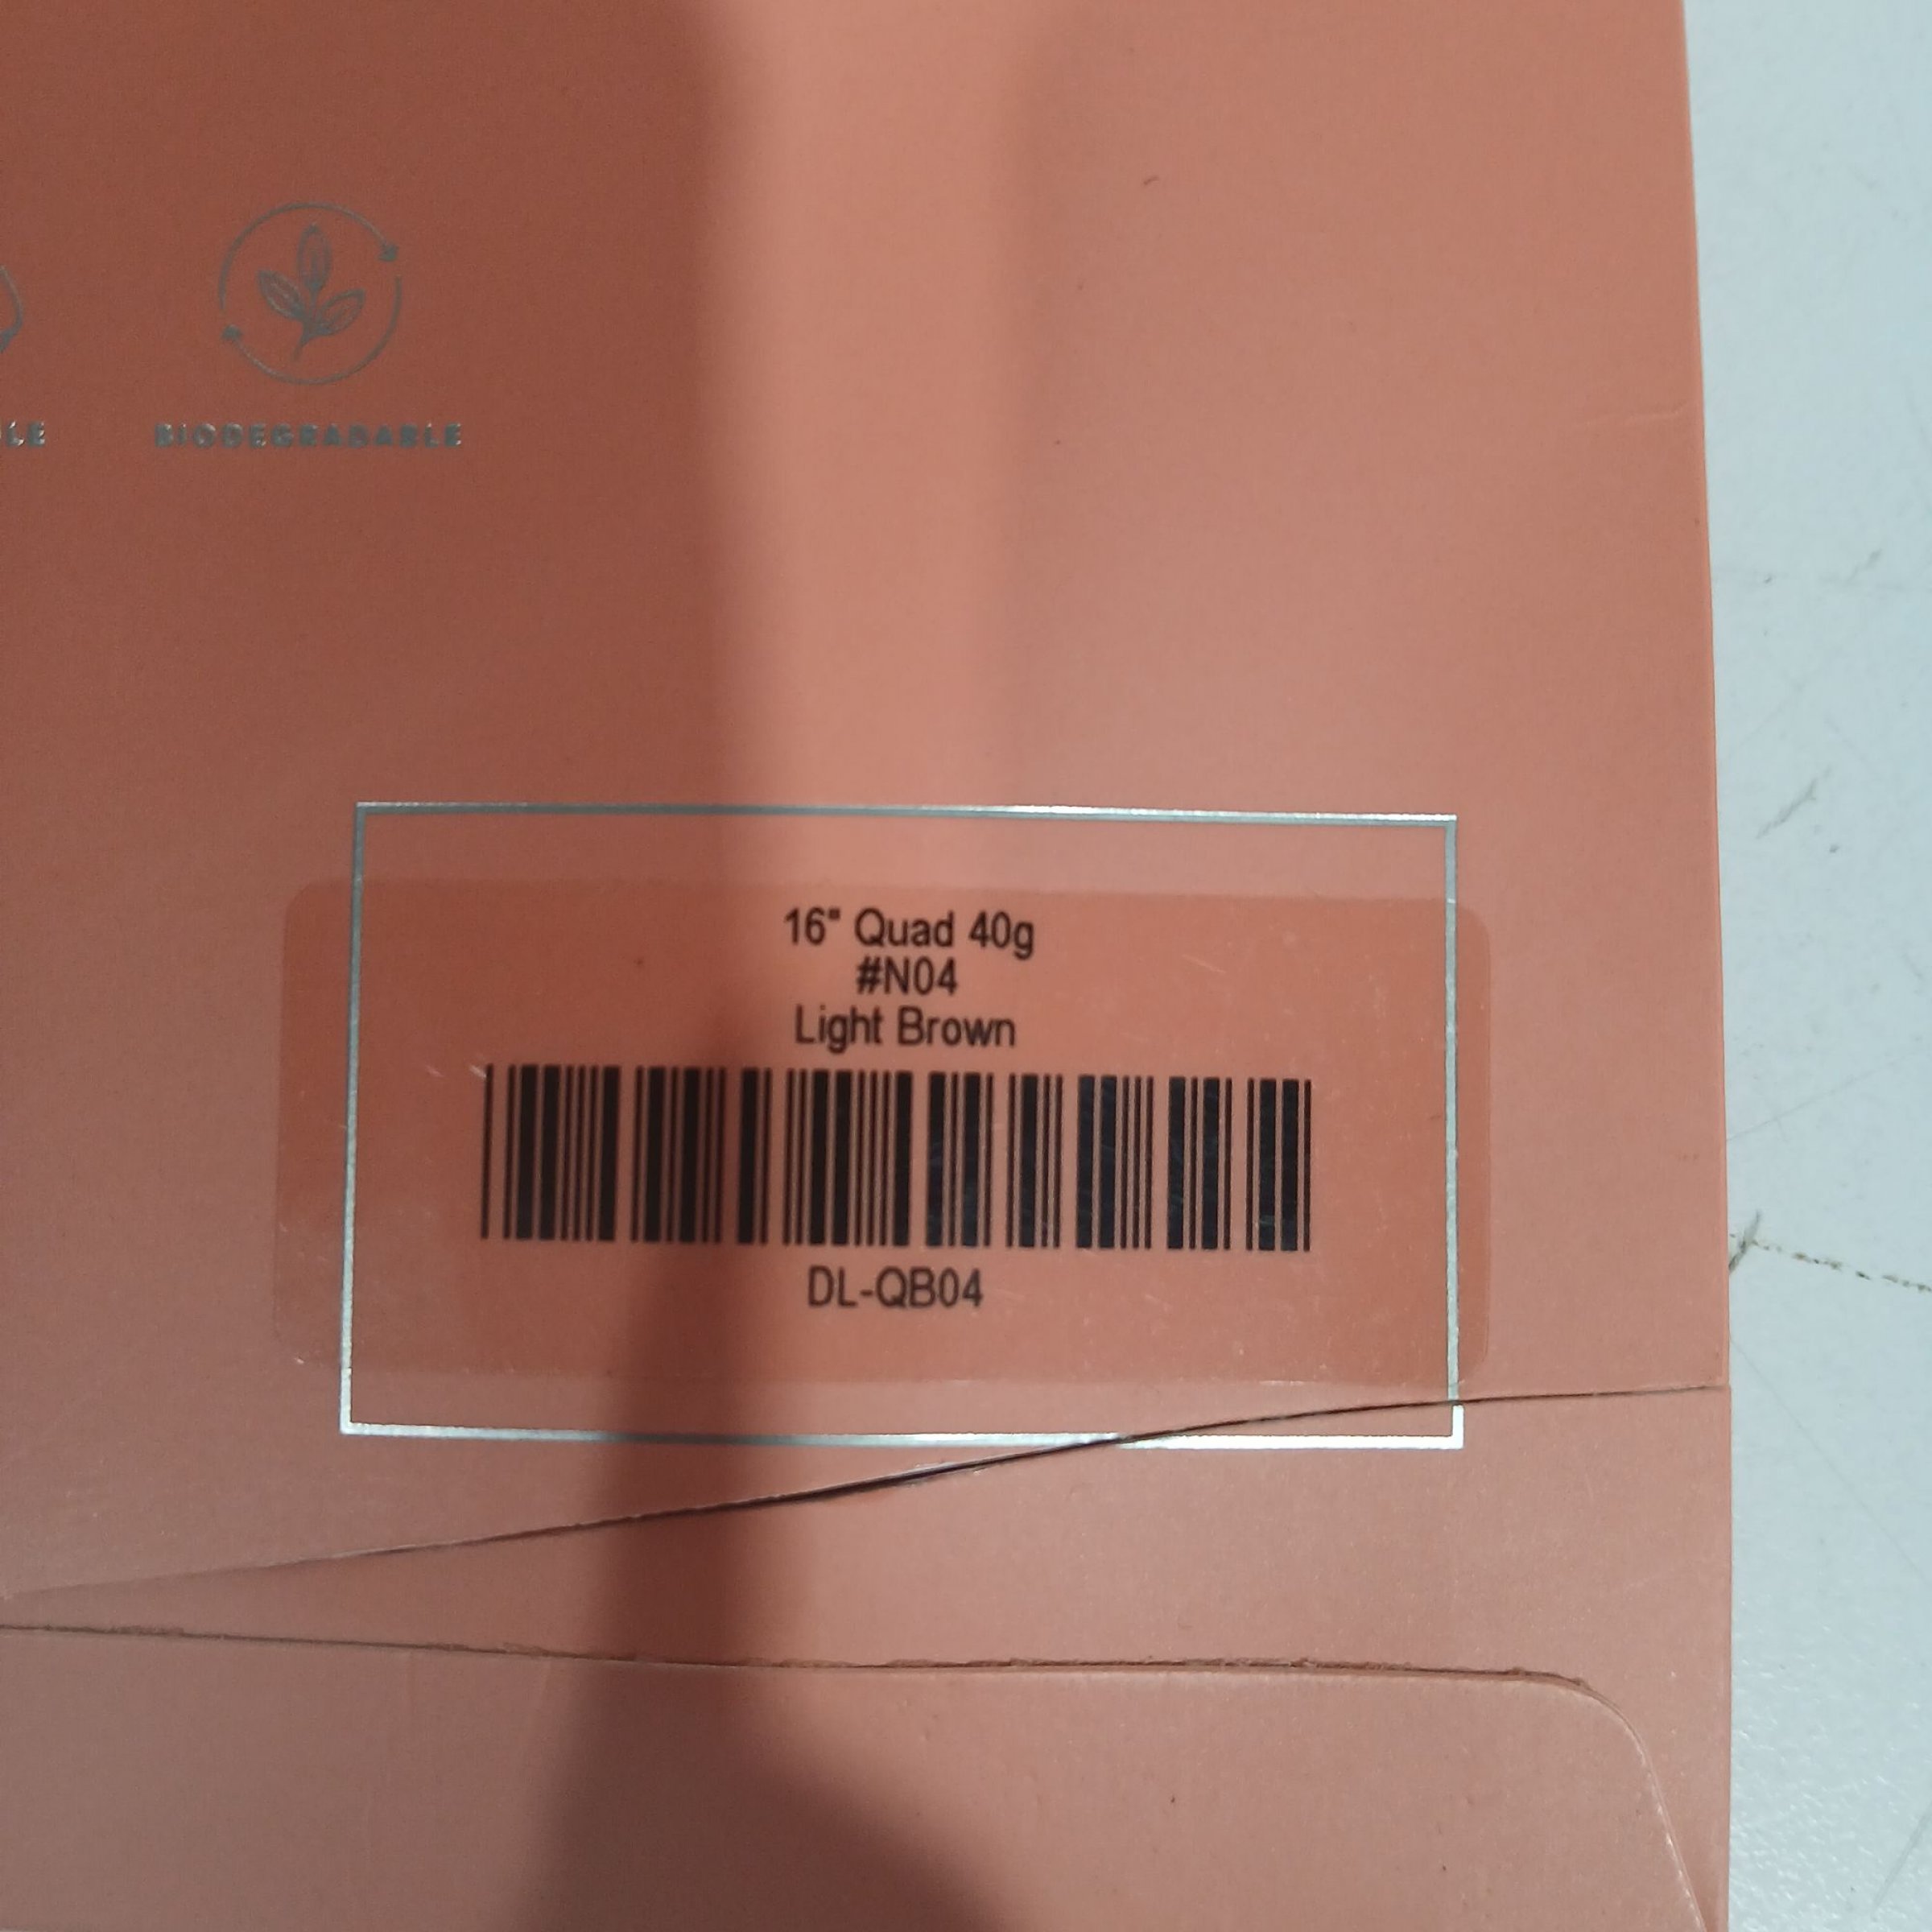 BIODEGRADABLE
16" Quad 40g
#N04
Light Brown
DL-QB04